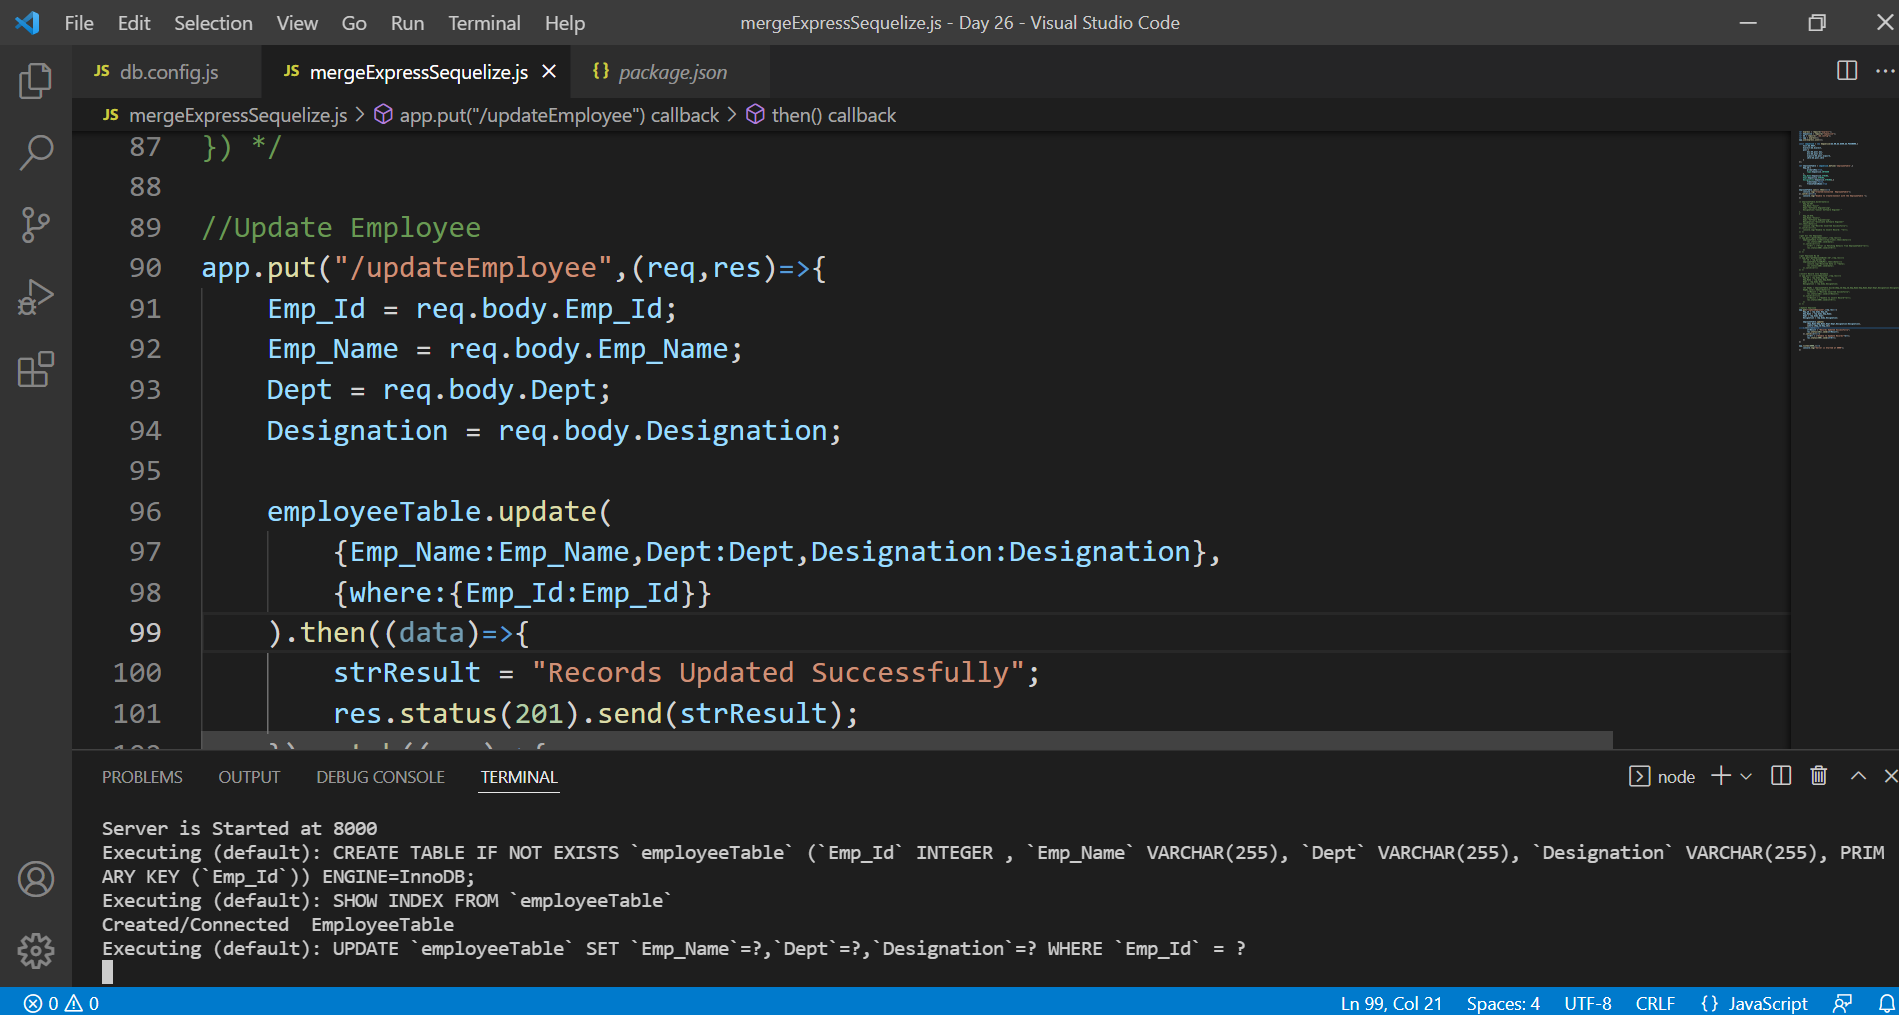 File Edit Selection View Go Run Terminal Help mergeExpressSequelize.js - Day 26 - Visual Studio Code
JS db.config.js JS mergeExpressSequelize.js {} package.json
JS mergeExpressSequelize.js > app.put("/updateEmployee") callback > then() callback
87 }) */
88
89 //Update Employee
90 app.put("/updateEmployee",(req,res)=>{
91 Emp_Id = req.body.Emp_Id;
92 Emp_Name = req.body.Emp_Name;
93 Dept = req.body.Dept;
94 Designation = req.body.Designation;
95
96 employeeTable.update(
97 {Emp_Name:Emp_Name,Dept:Dept,Designation:Designation},
98 {where:{Emp_Id:Emp_Id}}
99 ).then((data)=>{
100 strResult = "Records Updated Successfully";
101 res.status(201).send(strResult);
PROBLEMS OUTPUT DEBUG CONSOLE TERMINAL node
Server is Started at 8000
Executing (default): CREATE TABLE IF NOT EXISTS `employeeTable` (`Emp_Id` INTEGER , `Emp_Name` VARCHAR(255), `Dept` VARCHAR(255), `Designation` VARCHAR(255), PRIM
ARY KEY (`Emp_Id`)) ENGINE=InnoDB;
Executing (default): SHOW INDEX FROM `employeeTable`
Created/Connected  EmployeeTable
Executing (default): UPDATE `employeeTable` SET `Emp_Name`=?,`Dept`=?,`Designation`=? WHERE `Emp_Id` = ?
0 0 Ln 99, Col 21 Spaces: 4 UTF-8 CRLF {} JavaScript